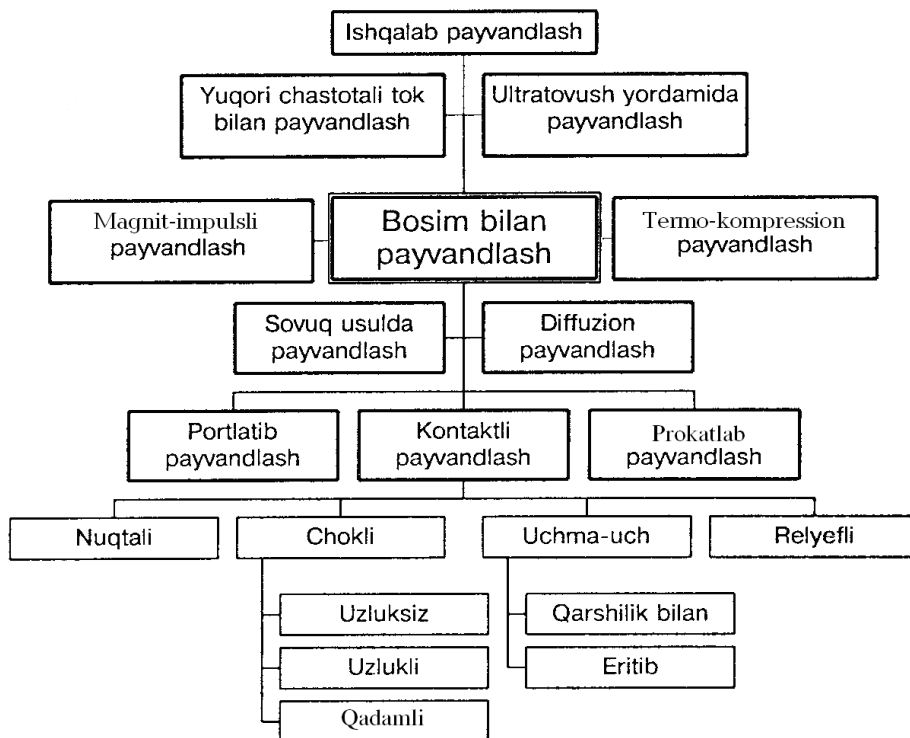 Ishqalab payvandlash
Yuqori chastotali tok
bilan payvandlash
Ultratovush yordamida
payvandlash
Magnit-impulsli
payvandlash
Bosim bilan
payvandlash
Termo-kompression
payvandlash
Sovuq usulda
payvandlash
Diffuzion
payvandlash
Portlatib
payvandlash
Kontaktli
payvandlash
Prokatlab
payvandlash
Nuqtali
Chokli
Uchma-uch
Relyefli
Uzluksiz
Uzlukli
Qadamli
Qarshilik bilan
Eritib